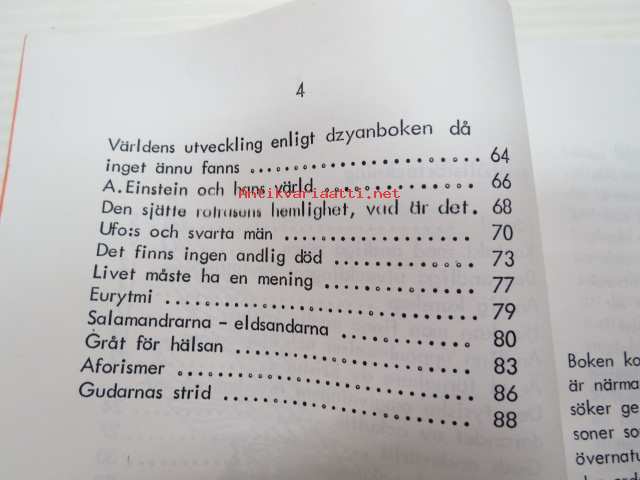 4
Världens utveckling enligt dzyanboken då
inget ännu fanns 64
A. Einstein och hans värld 66
Den sjätte rotrasens hemlighet, vad är det. 68
Ufo:s och svarta män 70
Det finns ingen andlig död 73
Livet måste ha en mening 77
Eurytmi 79
Salamandrarna - eldsandarna 80
Gråt för hälsan 83
Aforismer 86
Gudarnas strid 88
Antikvariaatti.net
Boken ko
är närma
söker ge
soner so
övernatu